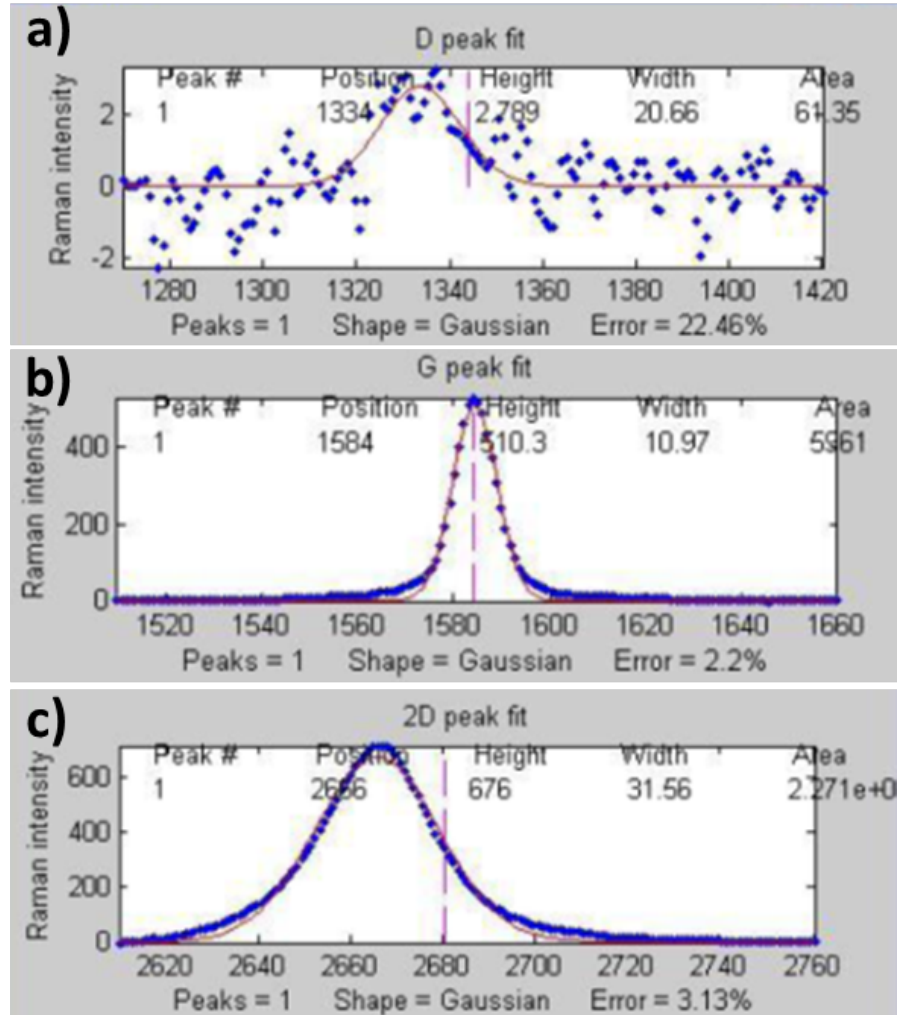 a)
D peak fit
Peak # Position Height Width Area
1 1334 2.789 20.66 61.35
Raman intensity
2
0
-2
1280 1300 1320 1340 1360 1380 1400 1420
Peaks = 1 Shape = Gaussian Error = 22.46%
b)
G peak fit
Peak # Position Height Width Area
1 1584 510.3 10.97 5961
Raman intensity
400
200
0
1520 1540 1560 1580 1600 1620 1640 1660
Peaks = 1 Shape = Gaussian Error = 2.2%
c)
2D peak fit
Peak # Position Height Width Area
1 2666 676 31.56 2.271e+0
Raman intensity
600
400
200
0
2620 2640 2660 2680 2700 2720 2740 2760
Peaks = 1 Shape = Gaussian Error = 3.13%